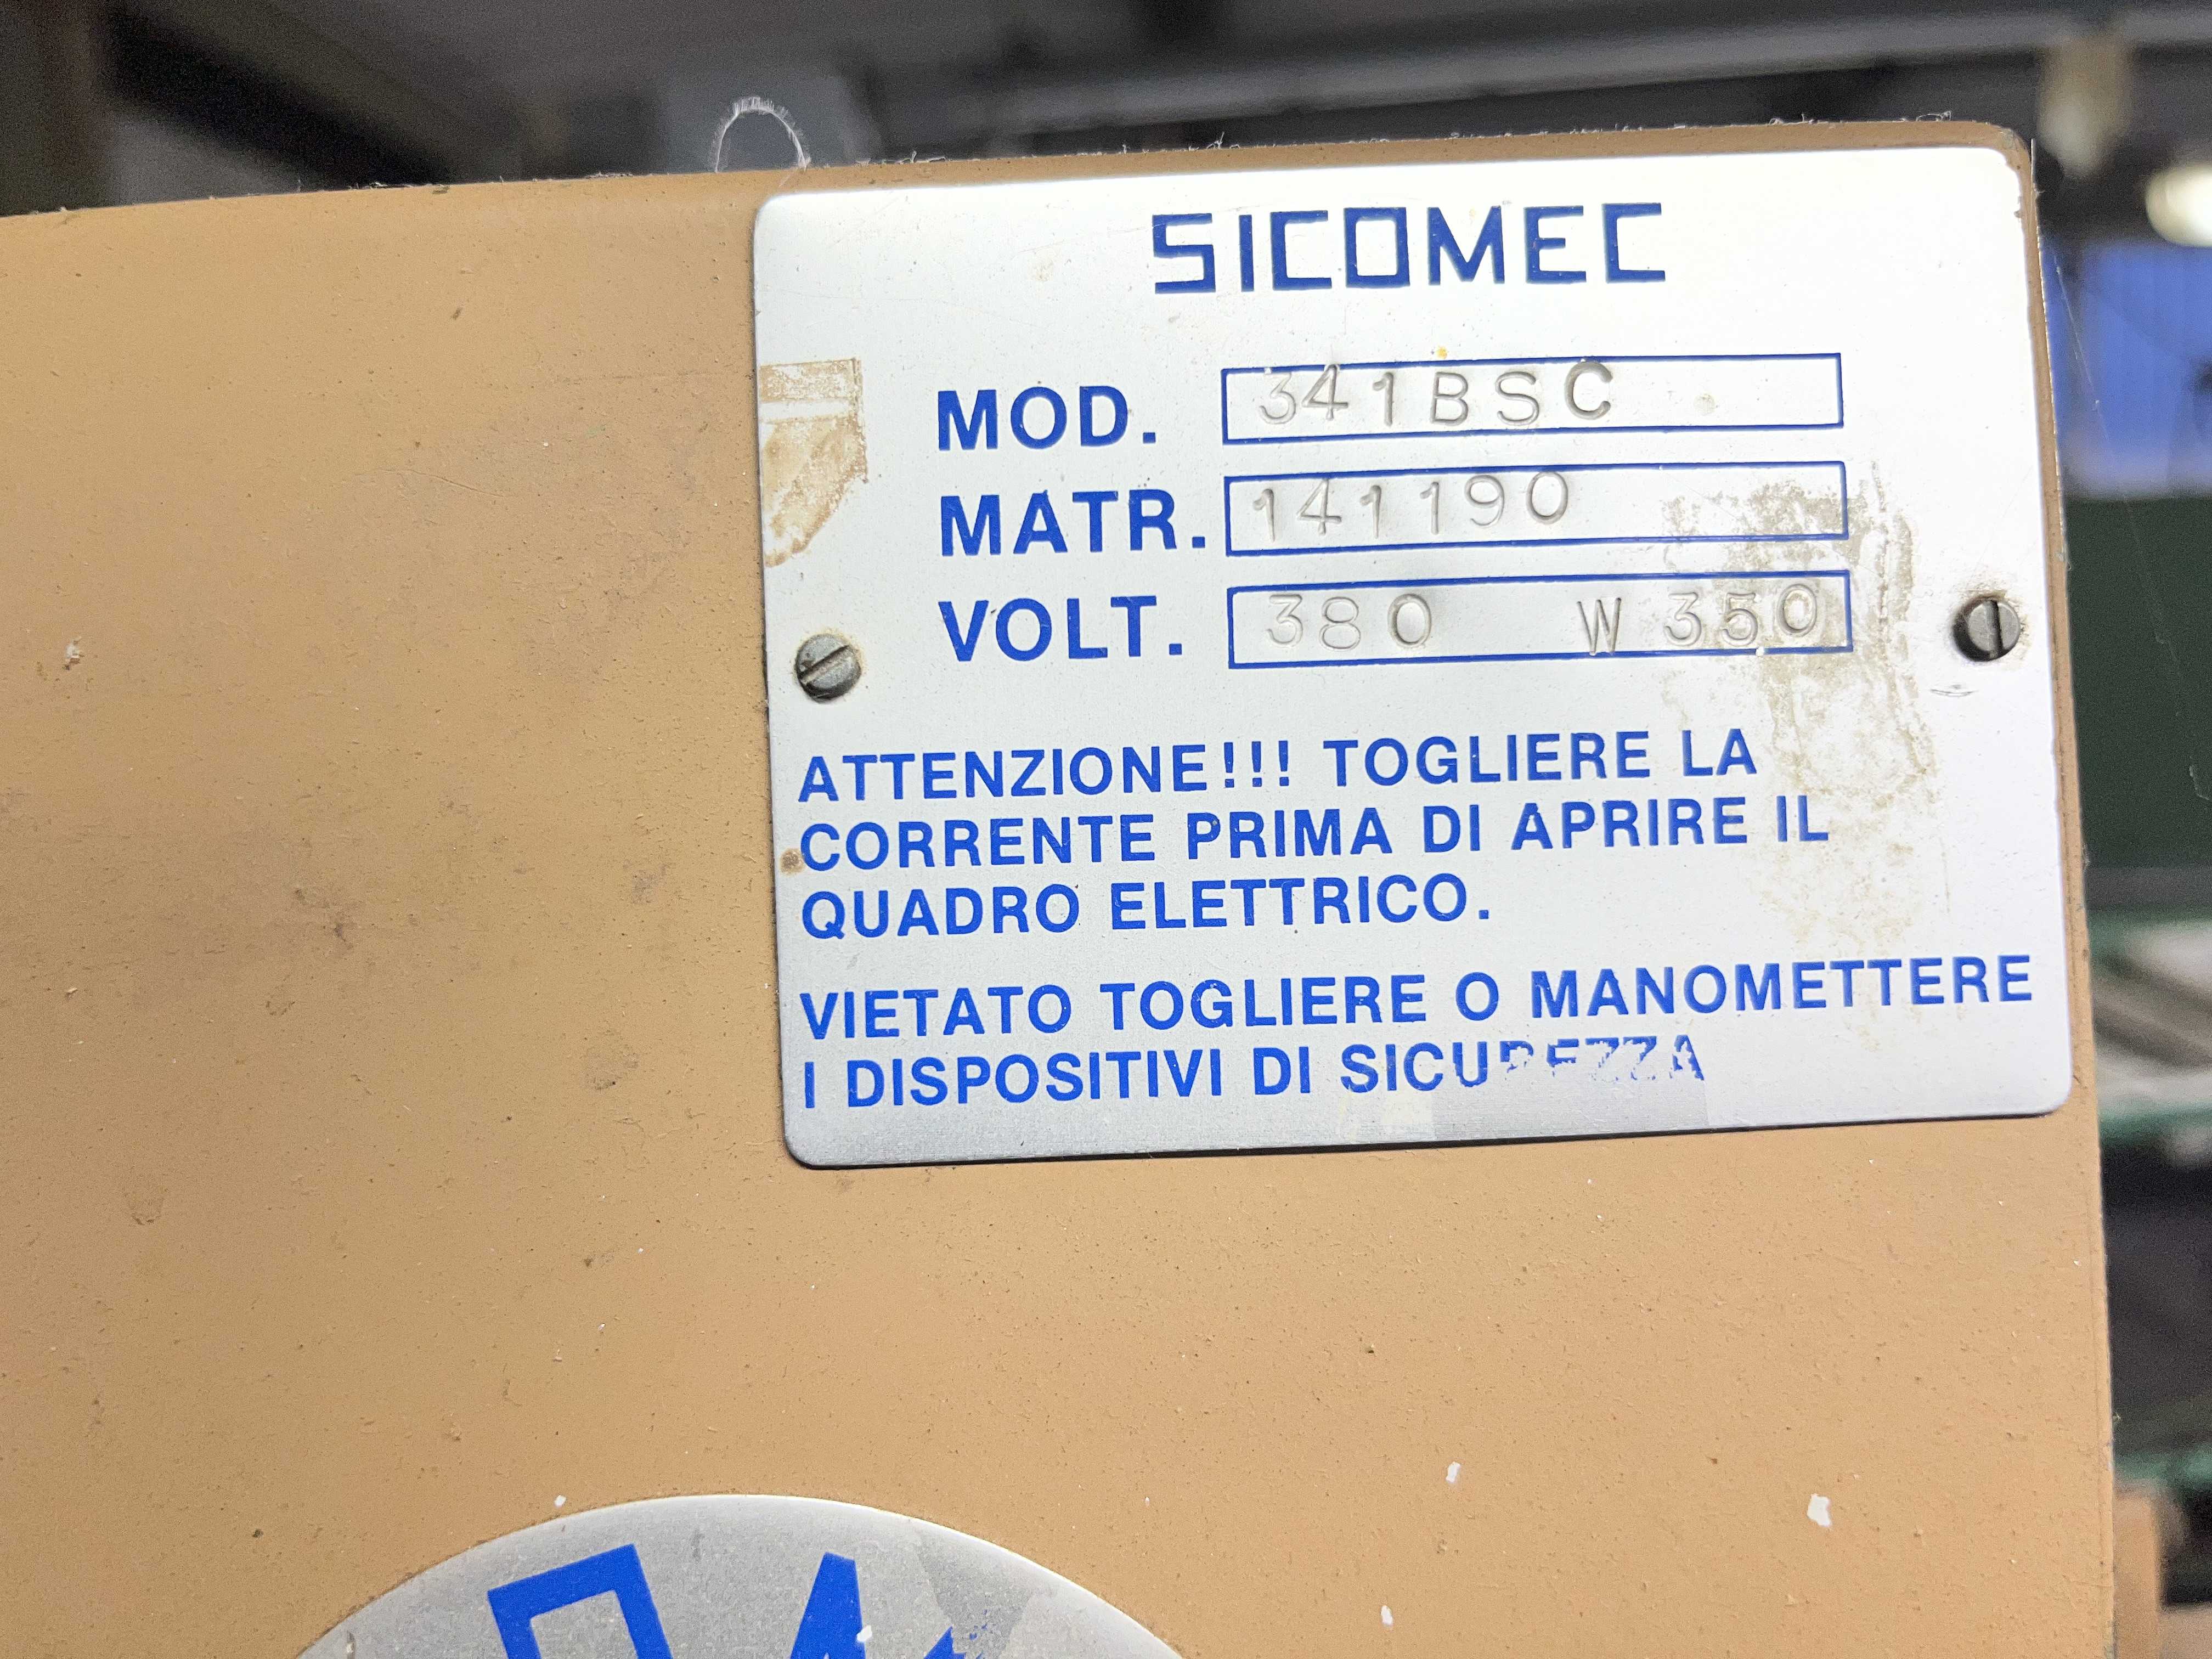 SICOMEC
MOD. 341BSC
MATR. 141190
VOLT. 380 W 350
ATTENZIONE!!! TOGLIERE LA
CORRENTE PRIMA DI APRIRE IL
QUADRO ELETTRICO.
VIETATO TOGLIERE O MANOMETTERE
I DISPOSITIVI DI SICUREZZA